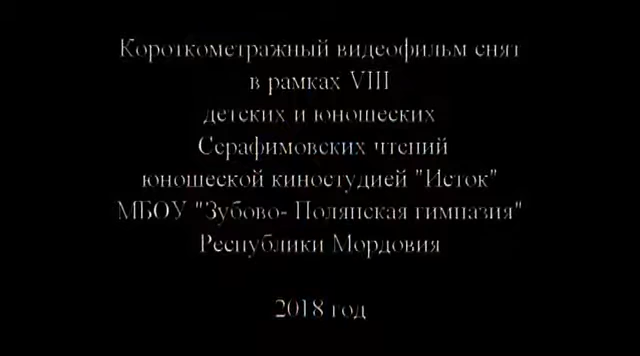 Короткометражный видеофильм снят
в рамках VIII
детских и юношеских
Серафимовских чтений
юношеской киностудией "Исток"
МБОУ "Зубово- Полянская гимназия"
Республики Мордовия
2018 год